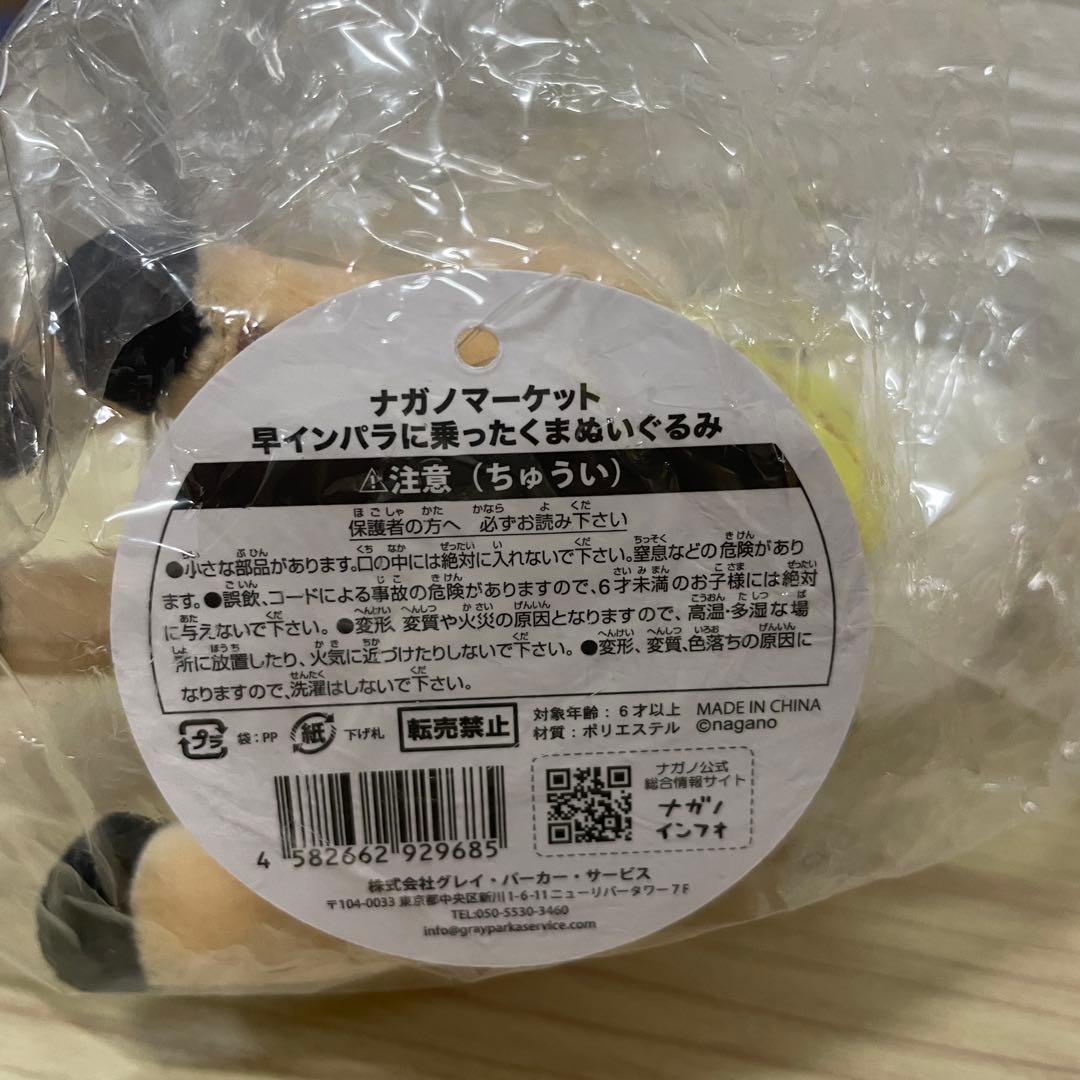 ナガノマーケット
早インパラに乗ったくまぬいぐるみ
⚠注意（ちゅうい）
保護者の方へ 必ずお読み下さい
●小さな部品があります。口の中には絶対に入れないで下さい。窒息などの危険があり
ます。●誤飲、コードによる事故の危険がありますので、6才未満のお子様には絶対
に与えないで下さい。●変形、変質や火災の原因となりますので、高温・多湿な場
所に放置したり、火気に近づけたりしないで下さい。●変形、変質、色落ちの原因に
なりますので、洗濯はしないで下さい。
プラ 袋:PP 紙 下げ札 転売禁止
対象年齢：6才以上 MADE IN CHINA
材質：ポリエステル ©nagano
ナガノ公式
総合情報サイト
ナガノ
インフォ
4 582662 929685
株式会社グレイ・パーカー・サービス
〒104-0033 東京都中央区新川1-6-11ニューリバータワー7F
TEL:050-5530-3460
info@grayparkaservice.com